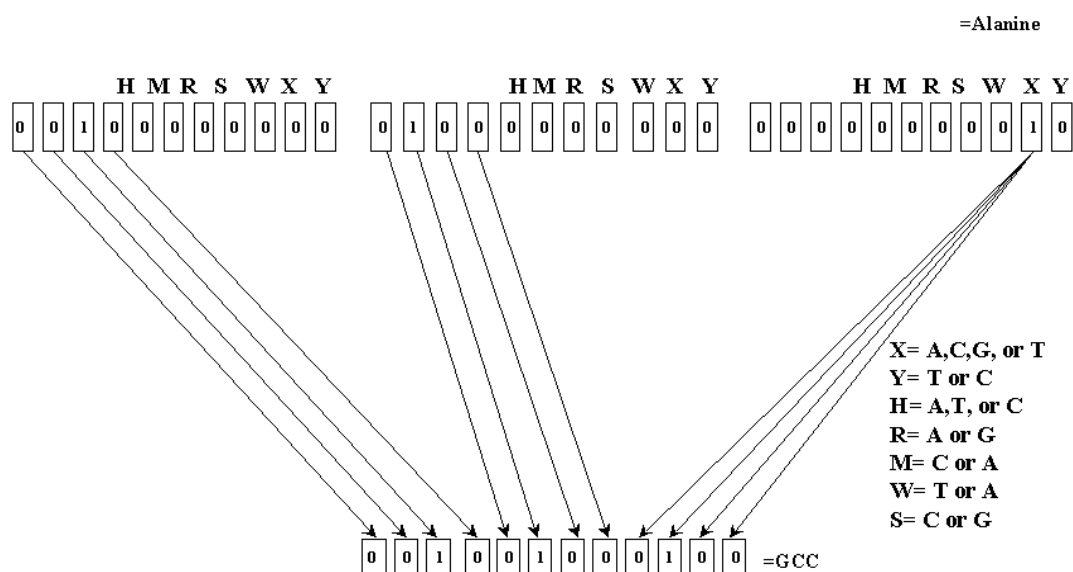 =Alanine
H M R S W X Y H M R S W X Y H M R S W X Y
0 0 1 0 0 0 0 0 0 0 0 0 1 0 0 0 0 0 0 0 0 0 0 0 0 0 0 0 0 0 0 1 0
X= A,C,G, or T
Y= T or C
H= A,T, or C
R= A or G
M= C or A
W= T or A
S= C or G
0 0 1 0 0 1 0 0 0 1 0 0 =GCC